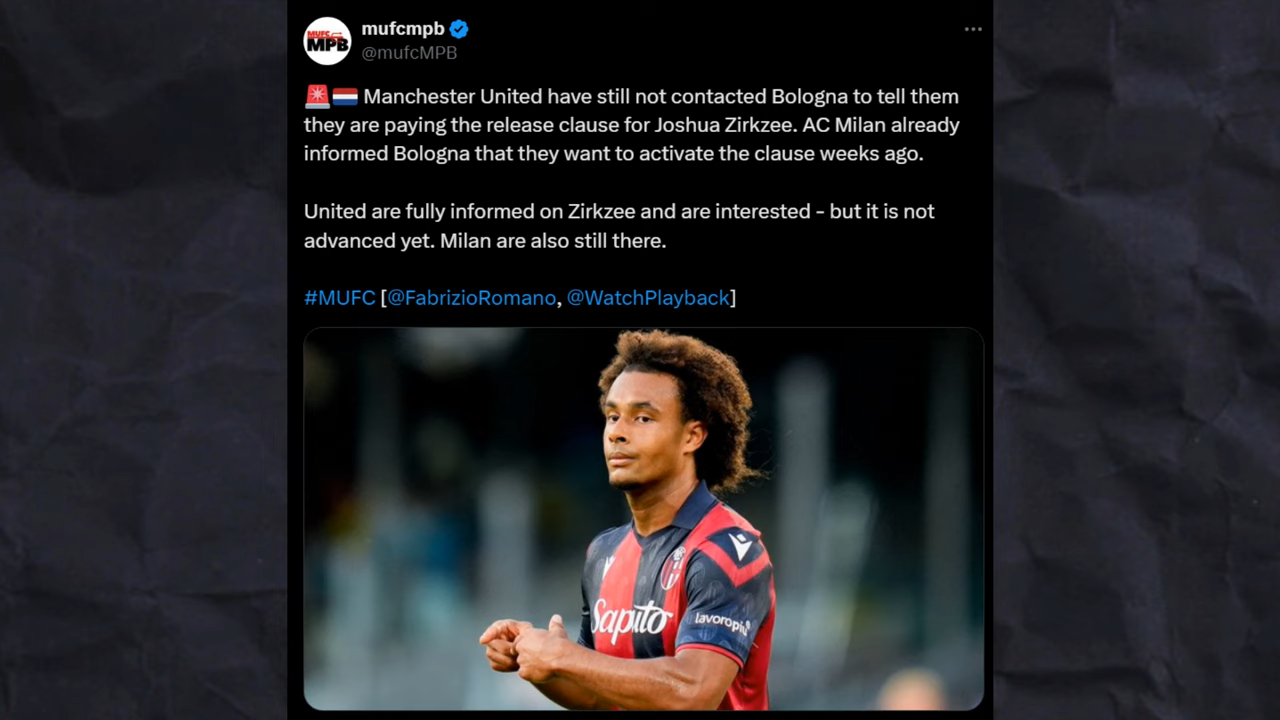 MUFC
MPB
mufcmpb
@mufcMPB
🚨🇳🇱 Manchester United have still not contacted Bologna to tell them
they are paying the release clause for Joshua Zirkzee. AC Milan already
informed Bologna that they want to activate the clause weeks ago.
United are fully informed on Zirkzee and are interested - but it is not
advanced yet. Milan are also still there.
#MUFC [@FabrizioRomano, @WatchPlayback]
Saputo
lavoropiù